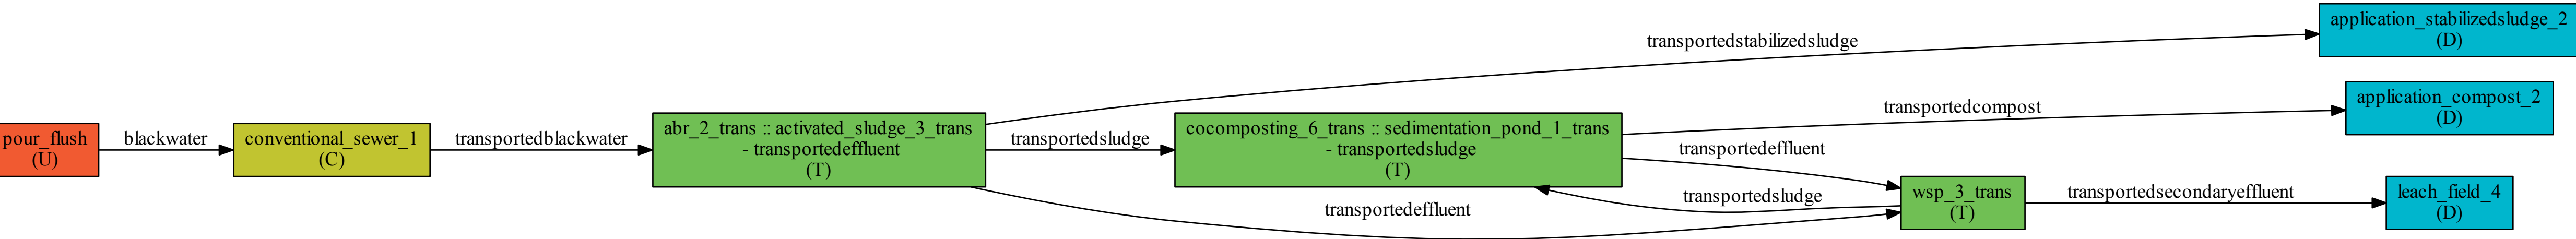 application_stabilizedsludge_2
(D)
transportedstabilizedsludge
application_compost_2
(D)
transportedcompost
pour_flush
(U)
blackwater
conventional_sewer_1
(C)
transportedblackwater
abr_2_trans :: activated_sludge_3_trans
- transportedeffluent
(T)
transportedsludge
cocomposting_6_trans :: sedimentation_pond_1_trans
- transportedsludge
(T)
transportedeffluent
transportedsludge
transportedeffluent
wsp_3_trans
(T)
transportedsecondaryeffluent
leach_field_4
(D)